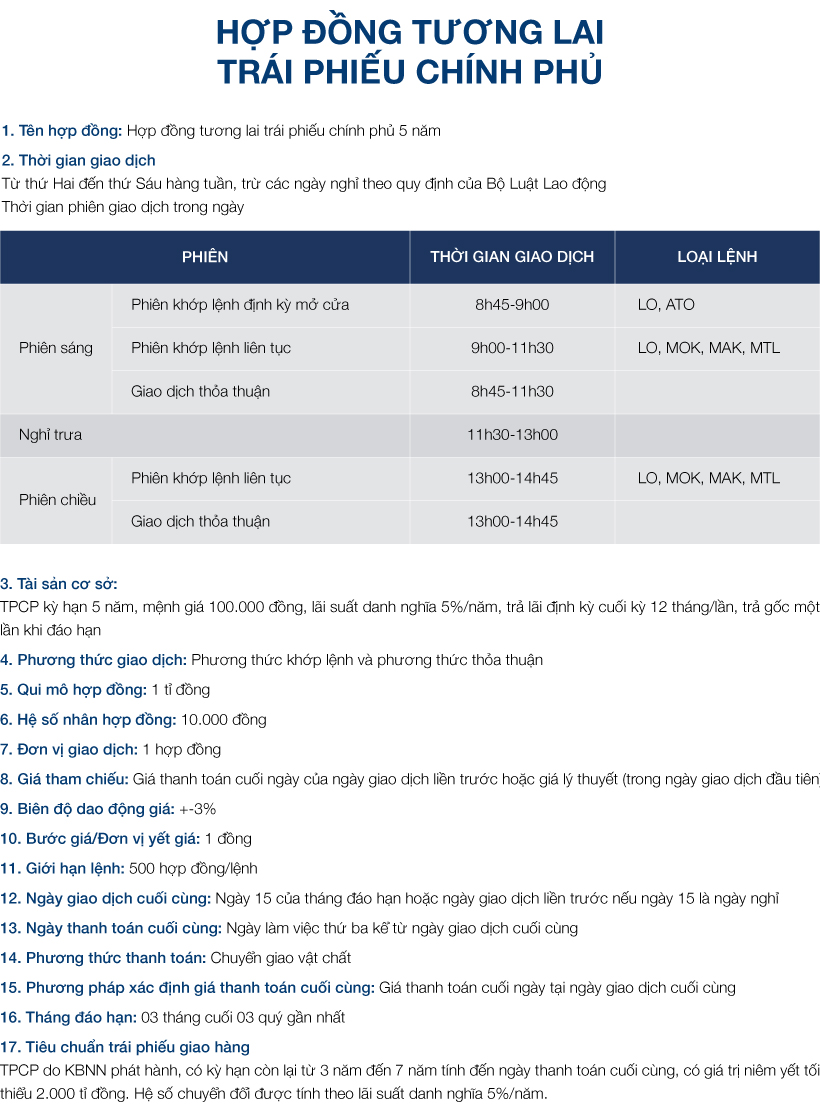 HỢP ĐỒNG TƯƠNG LAI
TRÁI PHIẾU CHÍNH PHỦ
1. Tên hợp đồng: Hợp đồng tương lai trái phiếu chính phủ 5 năm
2. Thời gian giao dịch
Từ thứ Hai đến thứ Sáu hàng tuần, trừ các ngày nghỉ theo quy định của Bộ Luật Lao động
Thời gian phiên giao dịch trong ngày
PHIÊN THỜI GIAN GIAO DỊCH LOẠI LỆNH
Phiên khớp lệnh định kỳ mở cửa 8h45-9h00 LO, ATO
Phiên sáng Phiên khớp lệnh liên tục 9h00-11h30 LO, MOK, MAK, MTL
Giao dịch thỏa thuận 8h45-11h30
Nghỉ trưa 11h30-13h00
Phiên khớp lệnh liên tục 13h00-14h45 LO, MOK, MAK, MTL
Phiên chiều
Giao dịch thỏa thuận 13h00-14h45
3. Tài sản cơ sở:
TPCP kỳ hạn 5 năm, mệnh giá 100.000 đồng, lãi suất danh nghĩa 5%/năm, trả lãi định kỳ cuối kỳ 12 tháng/lần, trả gốc một
lần khi đáo hạn
4. Phương thức giao dịch: Phương thức khớp lệnh và phương thức thỏa thuận
5. Qui mô hợp đồng: 1 tỉ đồng
6. Hệ số nhân hợp đồng: 10.000 đồng
7. Đơn vị giao dịch: 1 hợp đồng
8. Giá tham chiếu: Giá thanh toán cuối ngày của ngày giao dịch liền trước hoặc giá lý thuyết (trong ngày giao dịch đầu tiên)
9. Biên độ dao động giá: +-3%
10. Bước giá/Đơn vị yết giá: 1 đồng
11. Giới hạn lệnh: 500 hợp đồng/lệnh
12. Ngày giao dịch cuối cùng: Ngày 15 của tháng đáo hạn hoặc ngày giao dịch liền trước nếu ngày 15 là ngày nghỉ
13. Ngày thanh toán cuối cùng: Ngày làm việc thứ ba kể từ ngày giao dịch cuối cùng
14. Phương thức thanh toán: Chuyển giao vật chất
15. Phương pháp xác định giá thanh toán cuối cùng: Giá thanh toán cuối ngày tại ngày giao dịch cuối cùng
16. Tháng đáo hạn: 03 tháng cuối 03 quý gần nhất
17. Tiêu chuẩn trái phiếu giao hàng
TPCP do KBNN phát hành, có kỳ hạn còn lại từ 3 năm đến 7 năm tính đến ngày thanh toán cuối cùng, có giá trị niêm yết tối
thiểu 2.000 tỉ đồng. Hệ số chuyển đổi được tính theo lãi suất danh nghĩa 5%/năm.